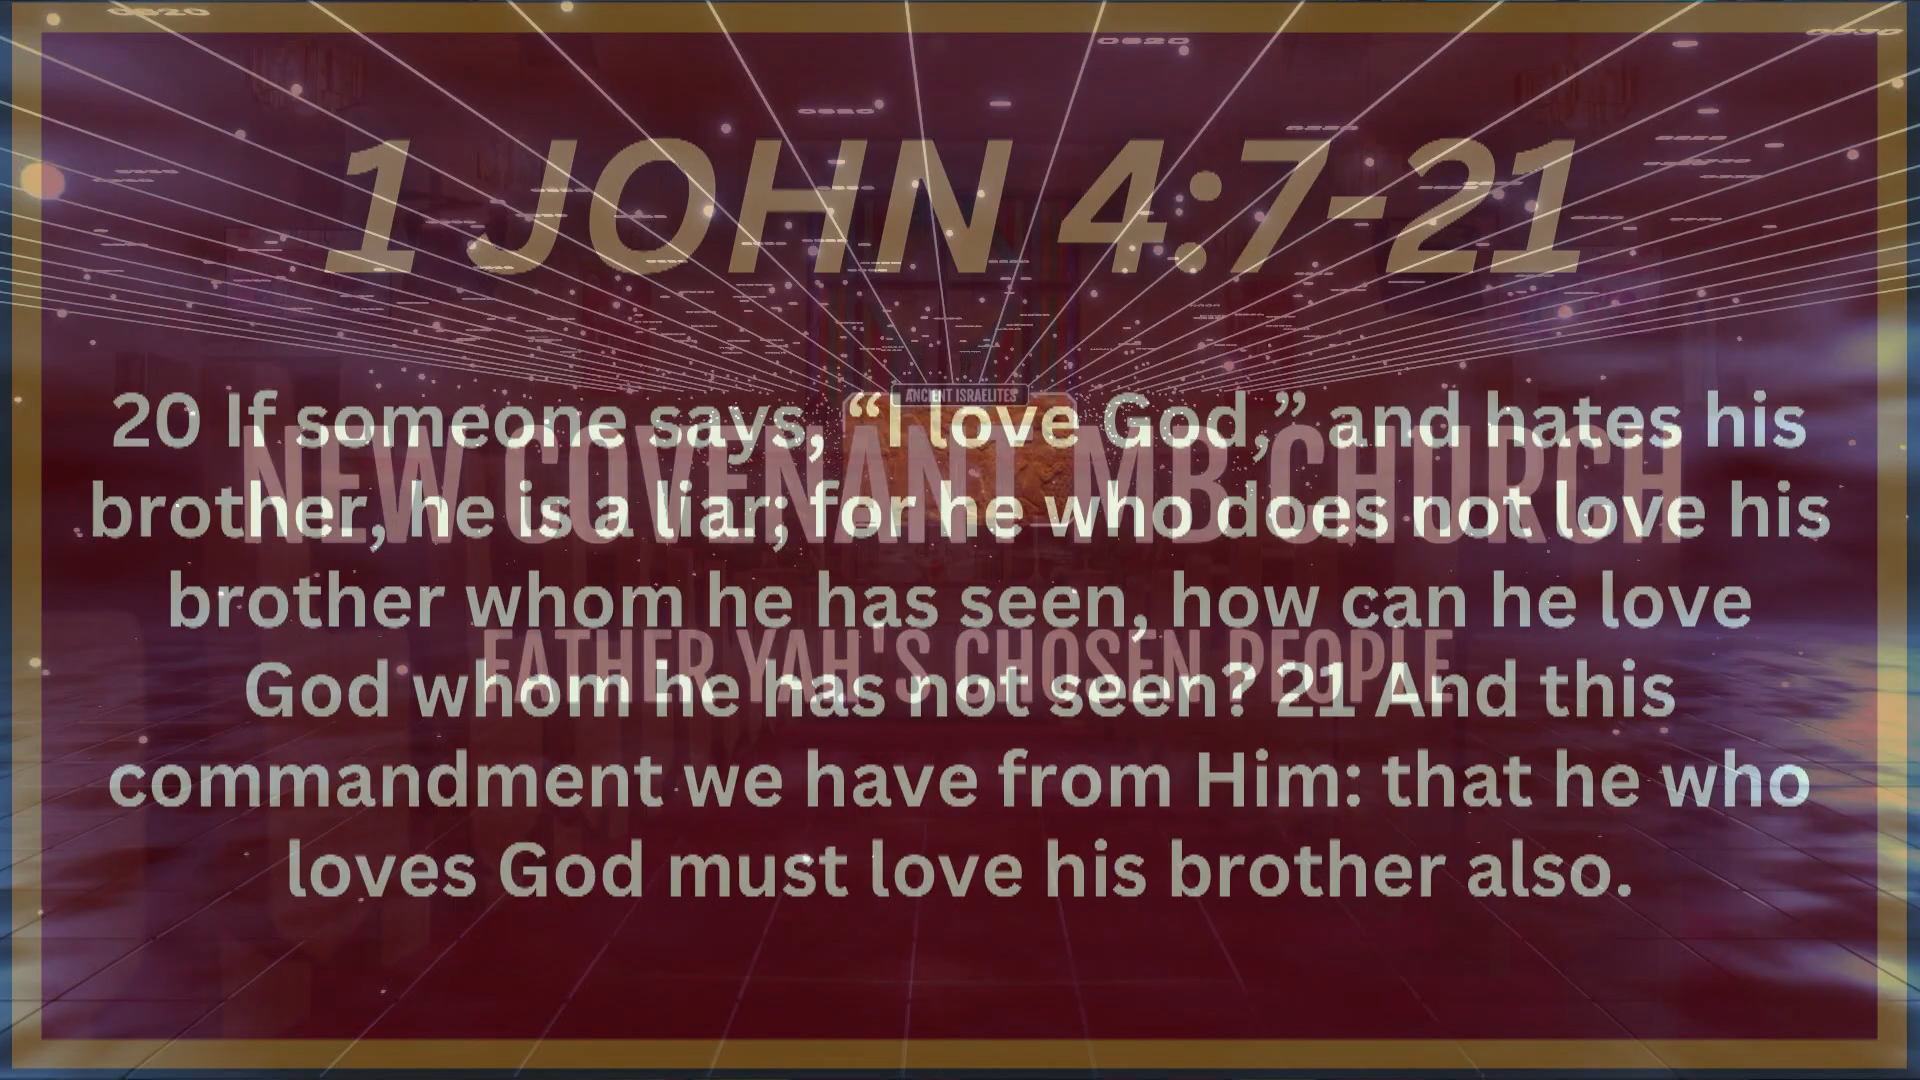 1 JOHN 4:7-21
ANCIENT ISRAELITES
20 If someone says, “I love God,” and hates his
NEW COVENANT MB CHURCH
brother, he is a liar; for he who does not love his
brother whom he has seen, how can he love
FATHER YAH'S CHOSEN PEOPLE
God whom he has not seen? 21 And this
commandment we have from Him: that he who
loves God must love his brother also.